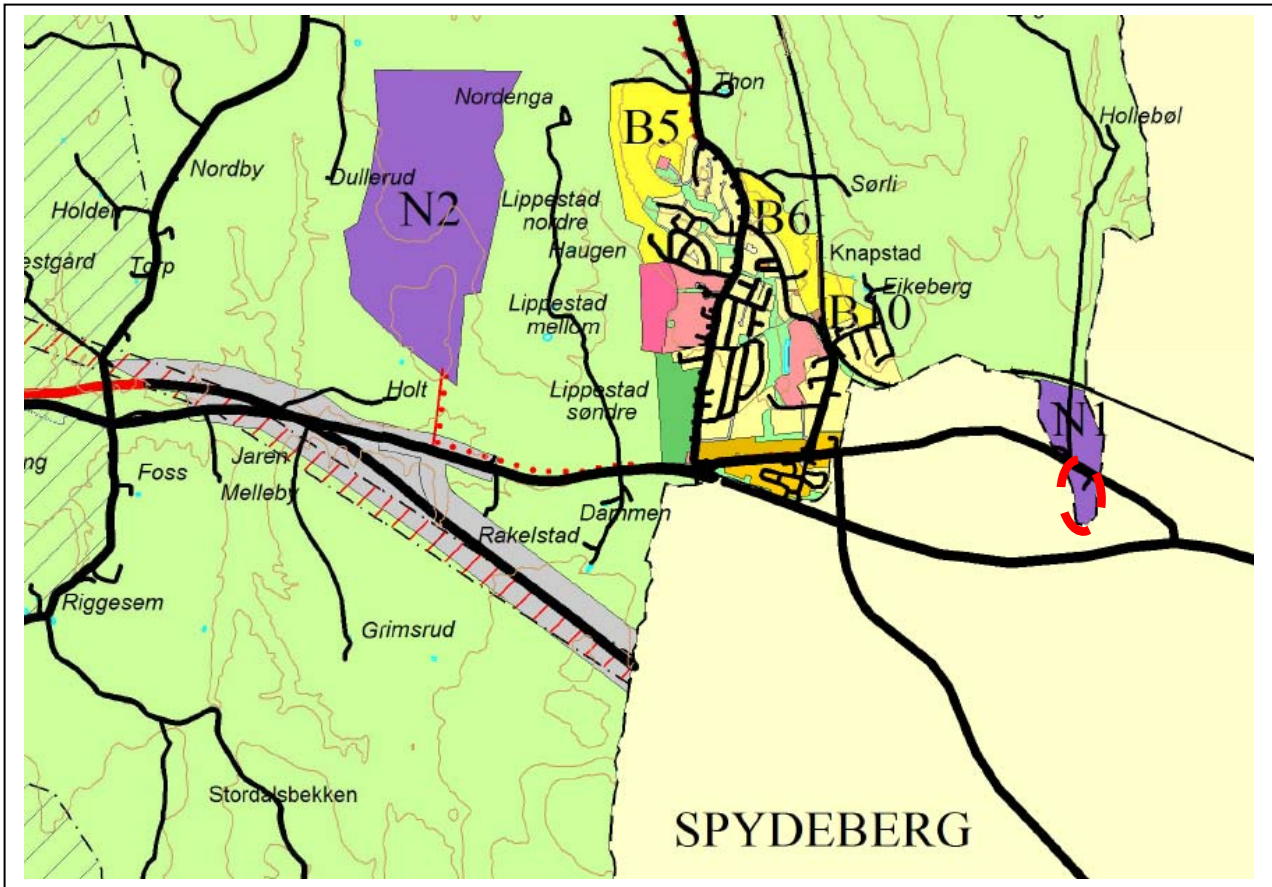 Thon
Nordenga
B5
Hollebøl
Nordby
Dullerud
Lippestad
nordre
Sørli
Holden
N2
B6
Haugen
Knapstad
estgård
Torp
Eikeberg
Lippestad
mellom
B10
Holt
Lippestad
søndre
N1
ng
Foss
Jaren
Melleby
Rakelstad
Dammen
Riggesem
Grimsrud
Stordalsbekken
SPYDEBERG